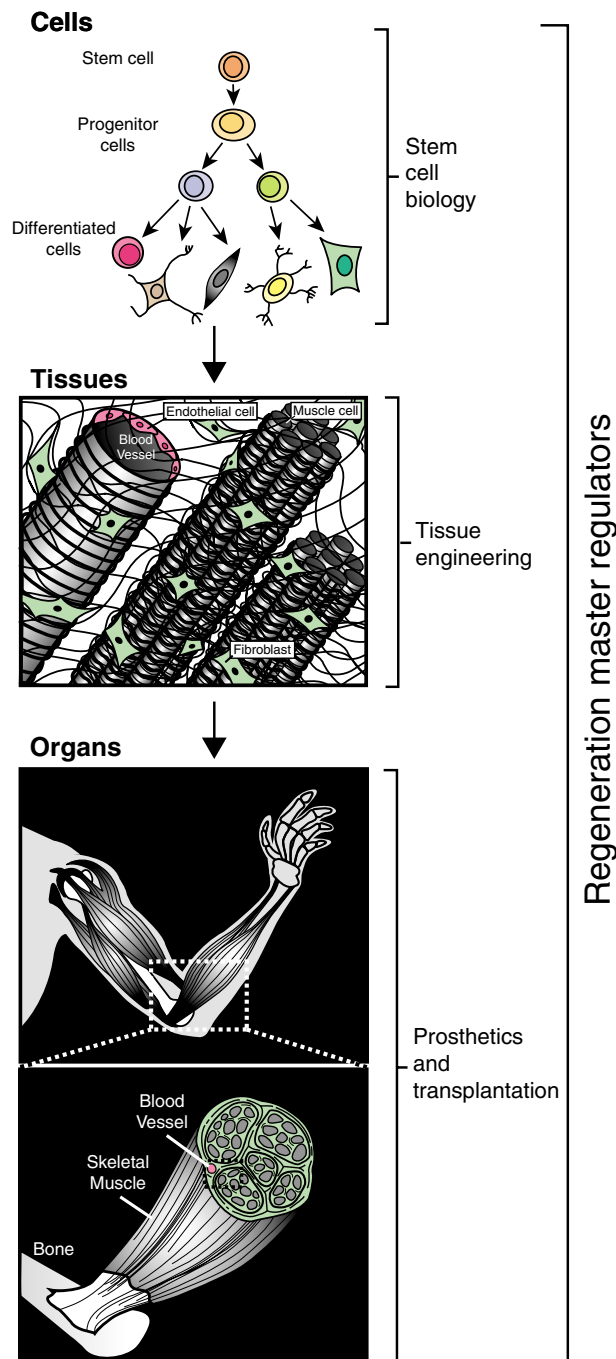 Cells
Stem cell
Progenitor
cells
Differentiated
cells
Stem
cell
biology
Tissues
Endothelial cell
Muscle cell
Blood
Vessel
Fibroblast
Tissue
engineering
Organs
Blood
Vessel
Skeletal
Muscle
Bone
Prosthetics
and
transplantation
Regeneration master regulators